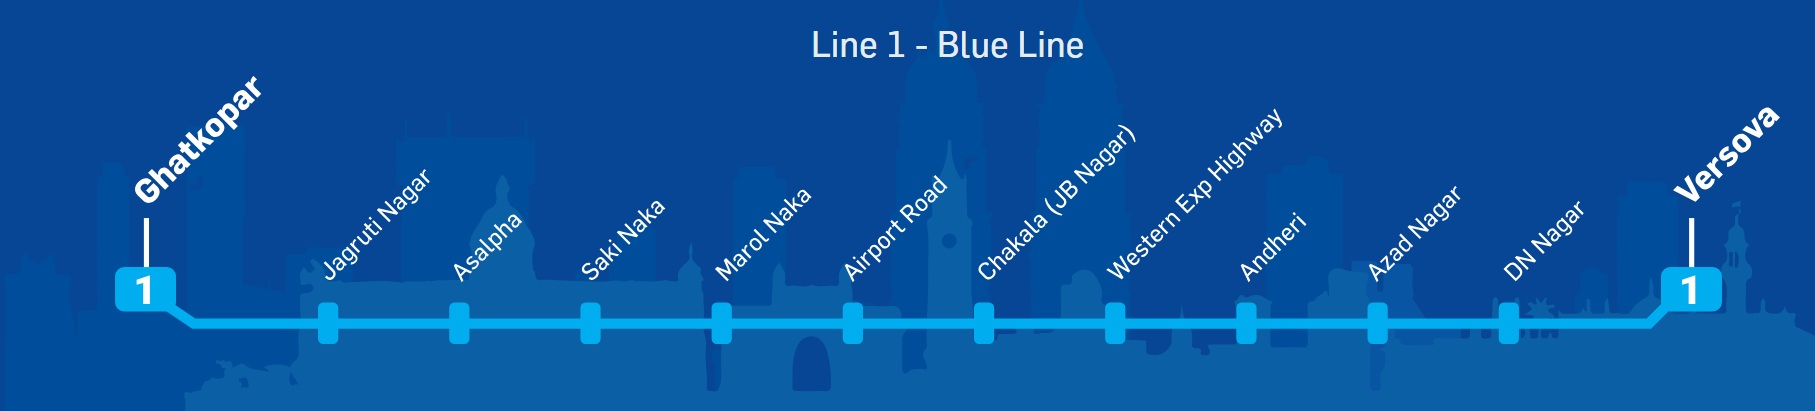 Line 1 - Blue Line
Ghatkopar
Jagruti Nagar
Asalpha
Saki Naka
Marol Naka
Airport Road
Chakala (JB Nagar)
Western Exp Highway
Andheri
Azad Nagar
DN Nagar
Versova
1
1